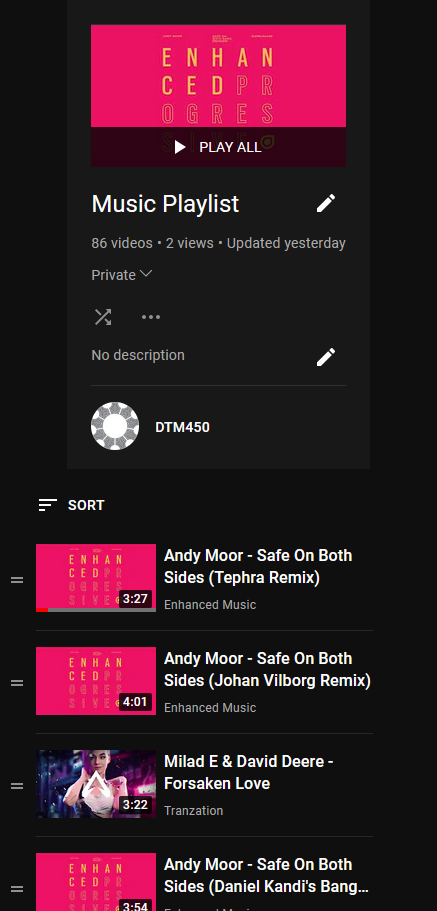 ENHAN
CEDPR
OGRES
PLAY ALL
Music Playlist
86 videos • 2 views • Updated yesterday
Private
No description
DTM450
SORT
ENHAN
CEDPR
OGRES
SIVE
3:27
Andy Moor - Safe On Both
Sides (Tephra Remix)
Enhanced Music
ENHAN
CEDPR
OGRES
SIVE
4:01
Andy Moor - Safe On Both
Sides (Johan Vilborg Remix)
Enhanced Music
3:22
Milad E & David Deere -
Forsaken Love
Tranzation
ENHAN
CEDPR
OGRES
3:54
Andy Moor - Safe On Both
Sides (Daniel Kandi's Bang...